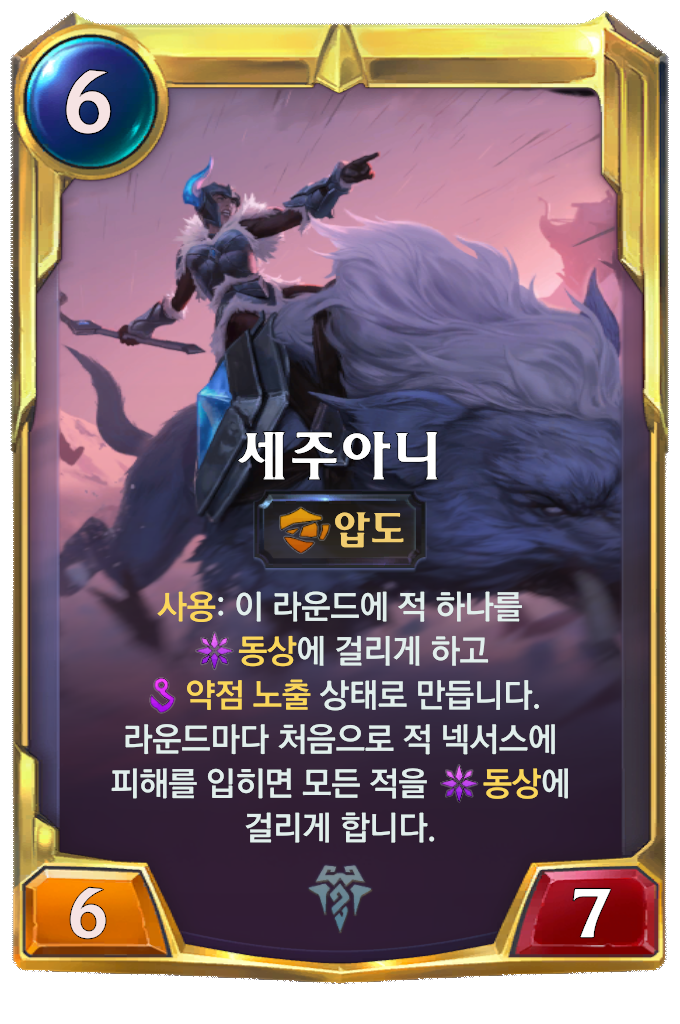 6
세주아니
압도
사용: 이 라운드에 적 하나를
동상에 걸리게 하고
약점 노출 상태로 만듭니다.
라운드마다 처음으로 적 넥서스에
피해를 입히면 모든 적을 동상에
걸리게 합니다.
6
7